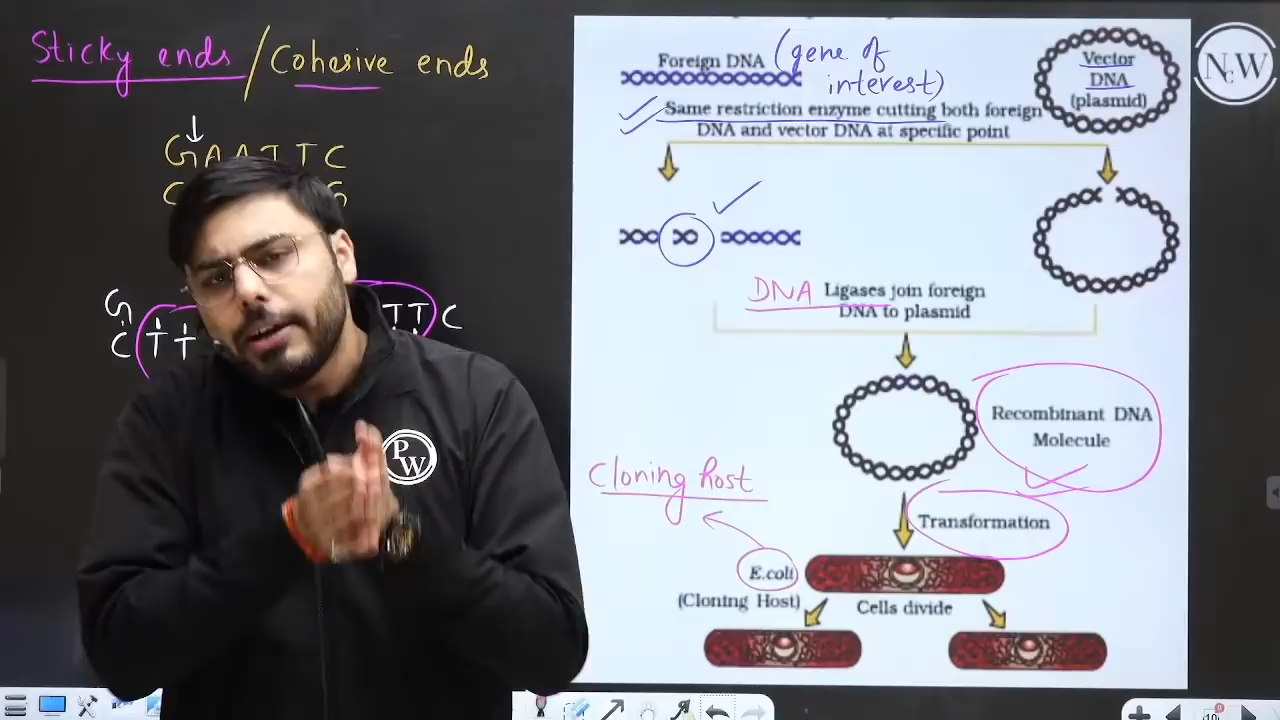 Sticky ends / Cohesive ends
↓
G A A T T C
C G
G T T C
C T T
P
W
Foreign DNA (gene of
interest)
Same restriction enzyme cutting both foreign
DNA and vector DNA at specific point
Vector
DNA
(plasmid)
NcW
DNA Ligases join foreign
DNA to plasmid
Recombinant DNA
Molecule
Cloning host
Transformation
E.coli
(Cloning Host)
Cells divide